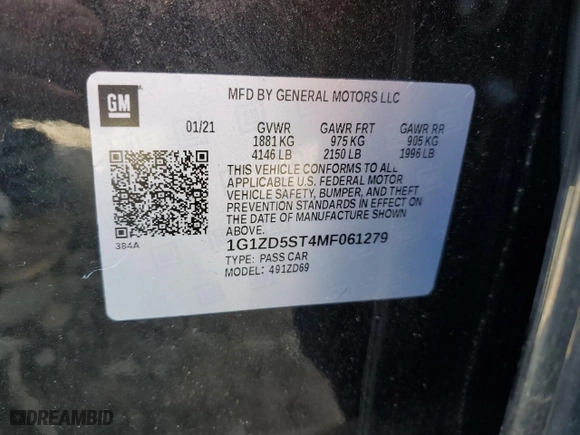 GM
MFD BY GENERAL MOTORS LLC
01/21 GVWR GAWR FRT GAWR RR
1881 KG 975 KG 905 KG
4146 LB 2150 LB 1996 LB
THIS VEHICLE CONFORMS TO ALL
APPLICABLE U.S. FEDERAL MOTOR
VEHICLE SAFETY, BUMPER, AND THEFT
PREVENTION STANDARDS IN EFFECT ON
THE DATE OF MANUFACTURE SHOWN
ABOVE.
384A
1G1ZD5ST4MF061279
TYPE: PASS CAR
MODEL: 491ZD69
DREAMBID